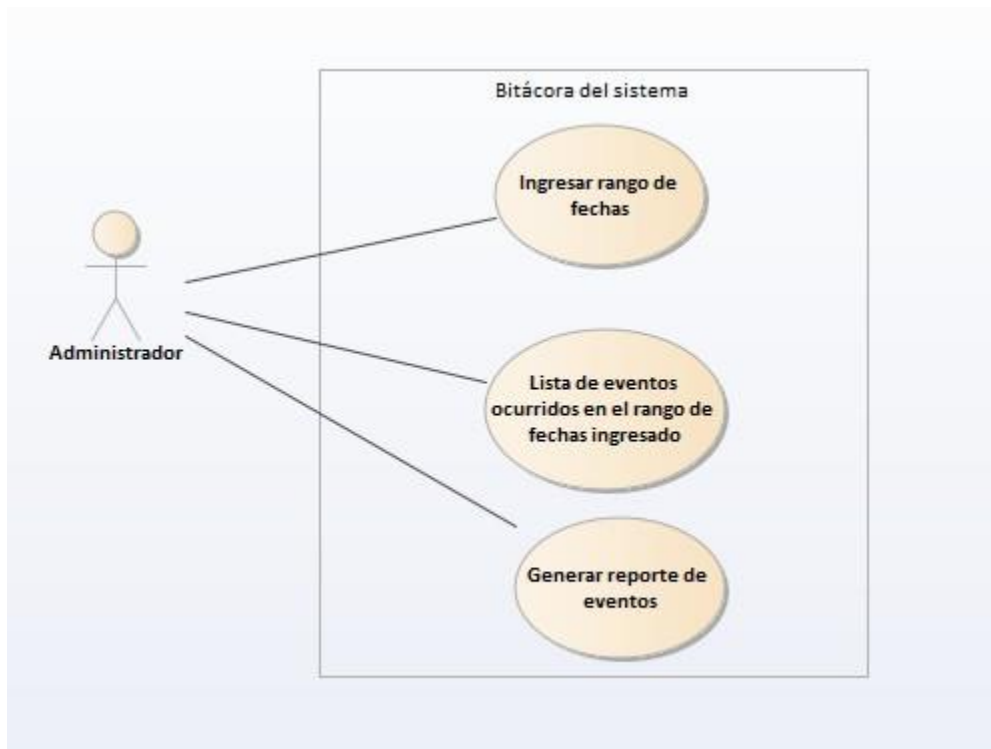 Bitácora del sistema
Ingresar rango de
fechas
Administrador
Lista de eventos
ocurridos en el rango de
fechas ingresado
Generar reporte de
eventos